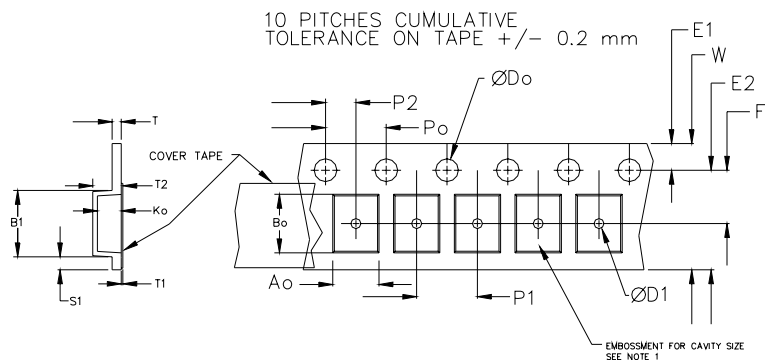 10 PITCHES CUMULATIVE
TOLERANCE ON TAPE +/- 0.2 mm
E1
W
ØDo
E2
P2
F
T
Po
COVER TAPE
T2
B1
Ko
Bo
S1
T1
Ao
P1
ØD1
EMBOSSMENT FOR CAVITY SIZE
SEE NOTE 1